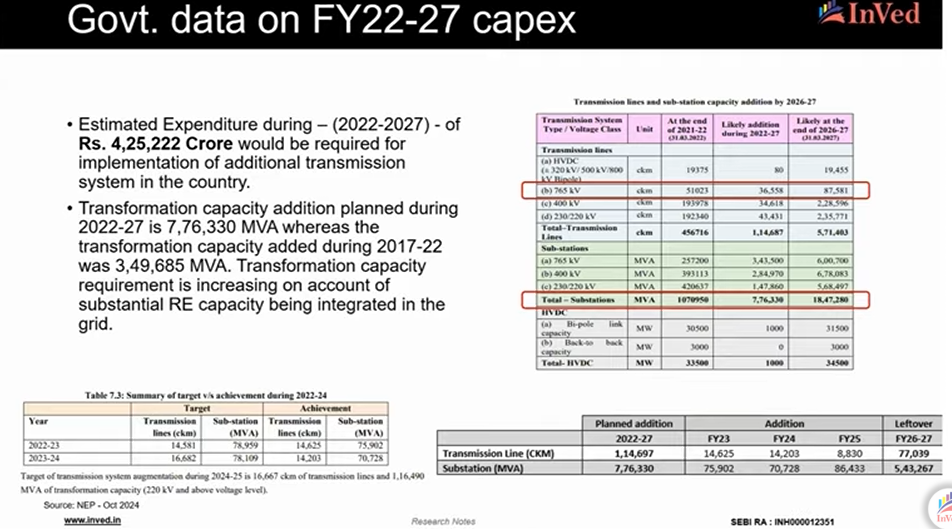 Govt. data on FY22-27 capex
InVed
• Estimated Expenditure during – (2022-2027) - of
Rs. 4,25,222 Crore would be required for
implementation of additional transmission
system in the country.
• Transformation capacity addition planned during
2022-27 is 7,76,330 MVA whereas the
transformation capacity added during 2017-22
was 3,49,685 MVA. Transformation capacity
requirement is increasing on account of
substantial RE capacity being integrated in the
grid.
Transmission lines and sub-station capacity addition by 2026-27
Transmission System Type / Voltage Class Unit At the end of 2021-22 (31.03.2022) Likely addition during 2022-27 Likely at the end of 2026-27 (31.03.2027)
Transmission lines
(a) HVDC (± 320 kV/ 500 kV/800 kV Bipole) ckm 19375 80 19,455
(b) 765 kV ckm 51023 36,558 87,581
(c) 400 kV ckm 193978 34,618 2,28,596
(d) 230/220 kV ckm 192340 43,431 2,35,771
Total–Transmission Lines ckm 456716 1,14,687 5,71,403
Sub-stations
(a) 765 kV MVA 257200 3,43,500 6,00,700
(b) 400 kV MVA 393113 2,84,970 6,78,083
(c) 230/220 kV MVA 420637 1,47,860 5,68,497
Total – Substations MVA 1070950 7,76,330 18,47,280
HVDC
(a) Bi-pole link capacity MW 30500 1000 31500
(b) Back-to back capacity MW 3000 0 3000
Total- HVDC MW 33500 1000 34500
Table 7.3: Summary of target v/s achievement during 2022-24
Target Achievement
Year Transmission lines (ckm) Sub-station (MVA) Transmission lines (ckm) Sub-station (MVA)
2022-23 14,581 78,959 14,625 75,902
2023-24 16,682 78,109 14,203 70,728
Target of transmission system augmentation during 2024-25 is 16,667 ckm of transmission lines and 1,16,490
MVA of transformation capacity (220 kV and above voltage level).
Planned addition Addition Leftover
2022-27 FY23 FY24 FY25 FY26-27
Transmission Line (CKM) 1,14,697 14,625 14,203 8,830 77,039
Substation (MVA) 7,76,330 75,902 70,728 86,433 5,43,267
Source: NEP - Oct 2024
www.inved.in
Research Notes
SEBI RA : INH000012351